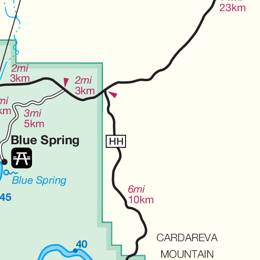 23km
2mi
3km
2mi
3km
3mi
5km
Blue Spring
HH
Blue Spring
6mi
10km
45
40
CARDAREVA
MOUNTAIN